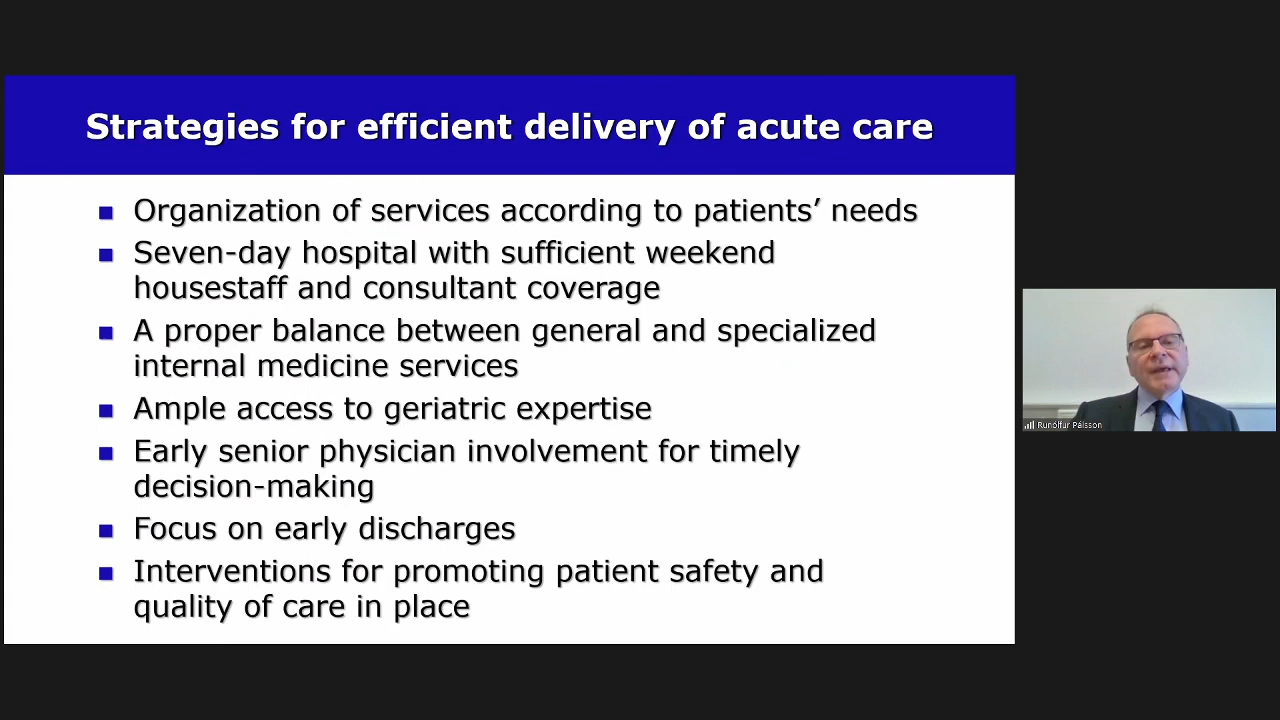 Strategies for efficient delivery of acute care
Organization of services according to patients’ needs
Seven-day hospital with sufficient weekend
housestaff and consultant coverage
A proper balance between general and specialized
internal medicine services
Ample access to geriatric expertise
Early senior physician involvement for timely
decision-making
Focus on early discharges
Interventions for promoting patient safety and
quality of care in place
Runólfur Pálsson